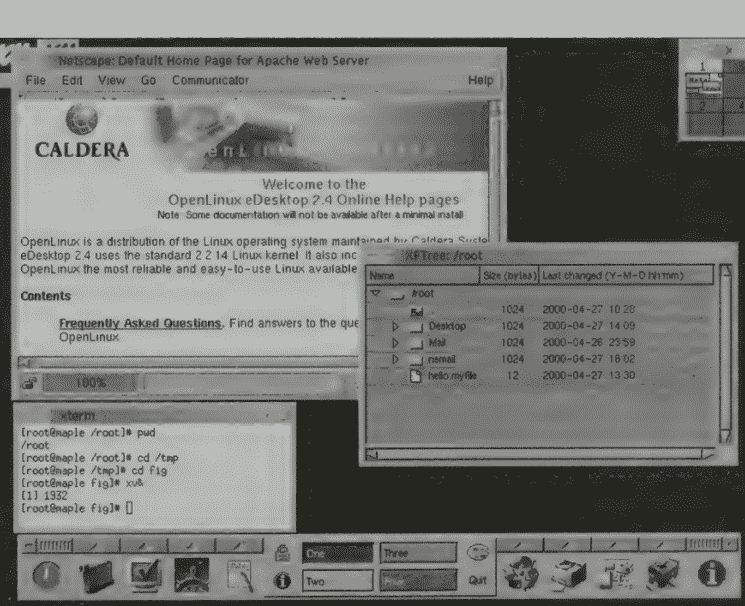 Netscape: Default Home Page for Apache Web Server
File Edit View Go Communicator Help
CALDERA
Welcome to the
OpenLinux eDesktop 2.4 Online Help pages
Note: Some documentation will not be available after a minimal install
OpenLinux is a distribution of the Linux operating system maintained by Caldera Syste
eDesktop 2.4 uses the standard 2.2.14 Linux kernel. It also inc
OpenLinux the most reliable and easy-to-use Linux available
Contents
Frequently Asked Questions. Find answers to the que
OpenLinux
100%
XFTree: /root
Name Size (bytes) Last changed (Y-M-D hh:mm)
/root
. 1024 2000-04-27 10:28
Desktop 1024 2000-04-27 14:09
Mail 1024 2000-04-26 23:59
nsmail 1024 2000-04-27 18:02
hello.myfile 12 2000-04-27 13:30
xterm
[root@maple /root]# pwd
/root
[root@maple /root]# cd /tmp
[root@maple /tmp]# cd fig
[root@maple fig]# xv&
[1] 1932
[root@maple fig]#
1
2
One Three
Two Quit